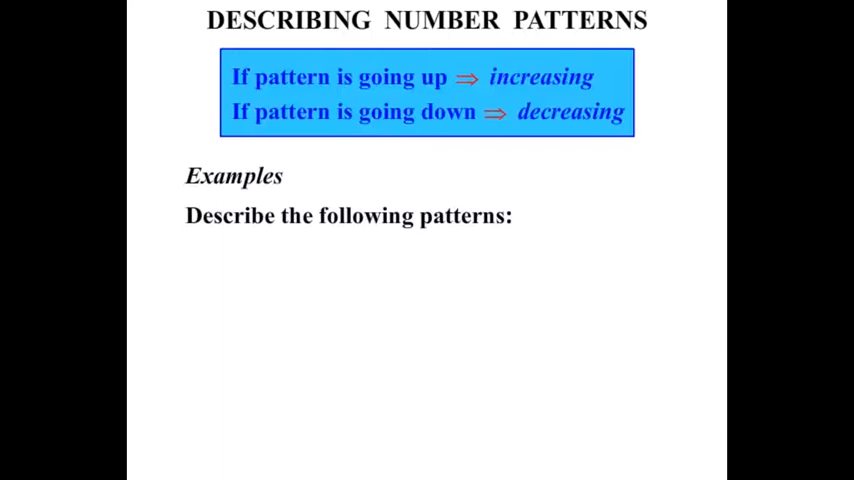 DESCRIBING NUMBER PATTERNS
If pattern is going up ⇒ increasing
If pattern is going down ⇒ decreasing
Examples
Describe the following patterns: